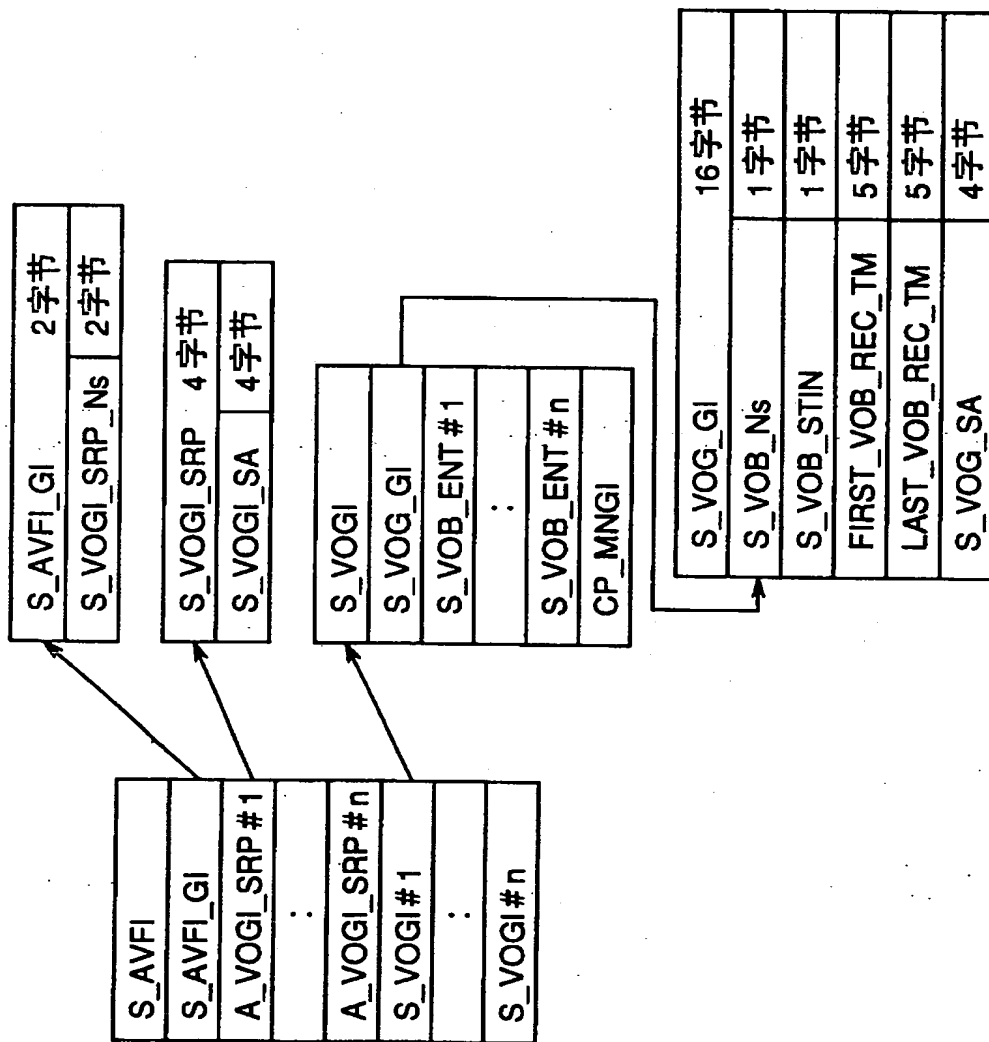 S_AVFI
S_AVFI_GI
A_VOGI_SRP#1
:
A_VOGI_SRP#n
S_VOGI#1
:
S_VOGI#n
S_AVFI_GI 2字节
S_VOGI_SRP_Ns 2字节
S_VOGI_SRP 4字节
S_VOGI_SA 4字节
S_VOGI
S_VOG_GI
S_VOB_ENT#1
:
S_VOB_ENT#n
CP_MNGI
S_VOG_GI 16字节
S_VOB_Ns 1字节
S_VOB_STIN 1字节
FIRST_VOB_REC_TM 5字节
LAST_VOB_REC_TM 5字节
S_VOG_SA 4字节